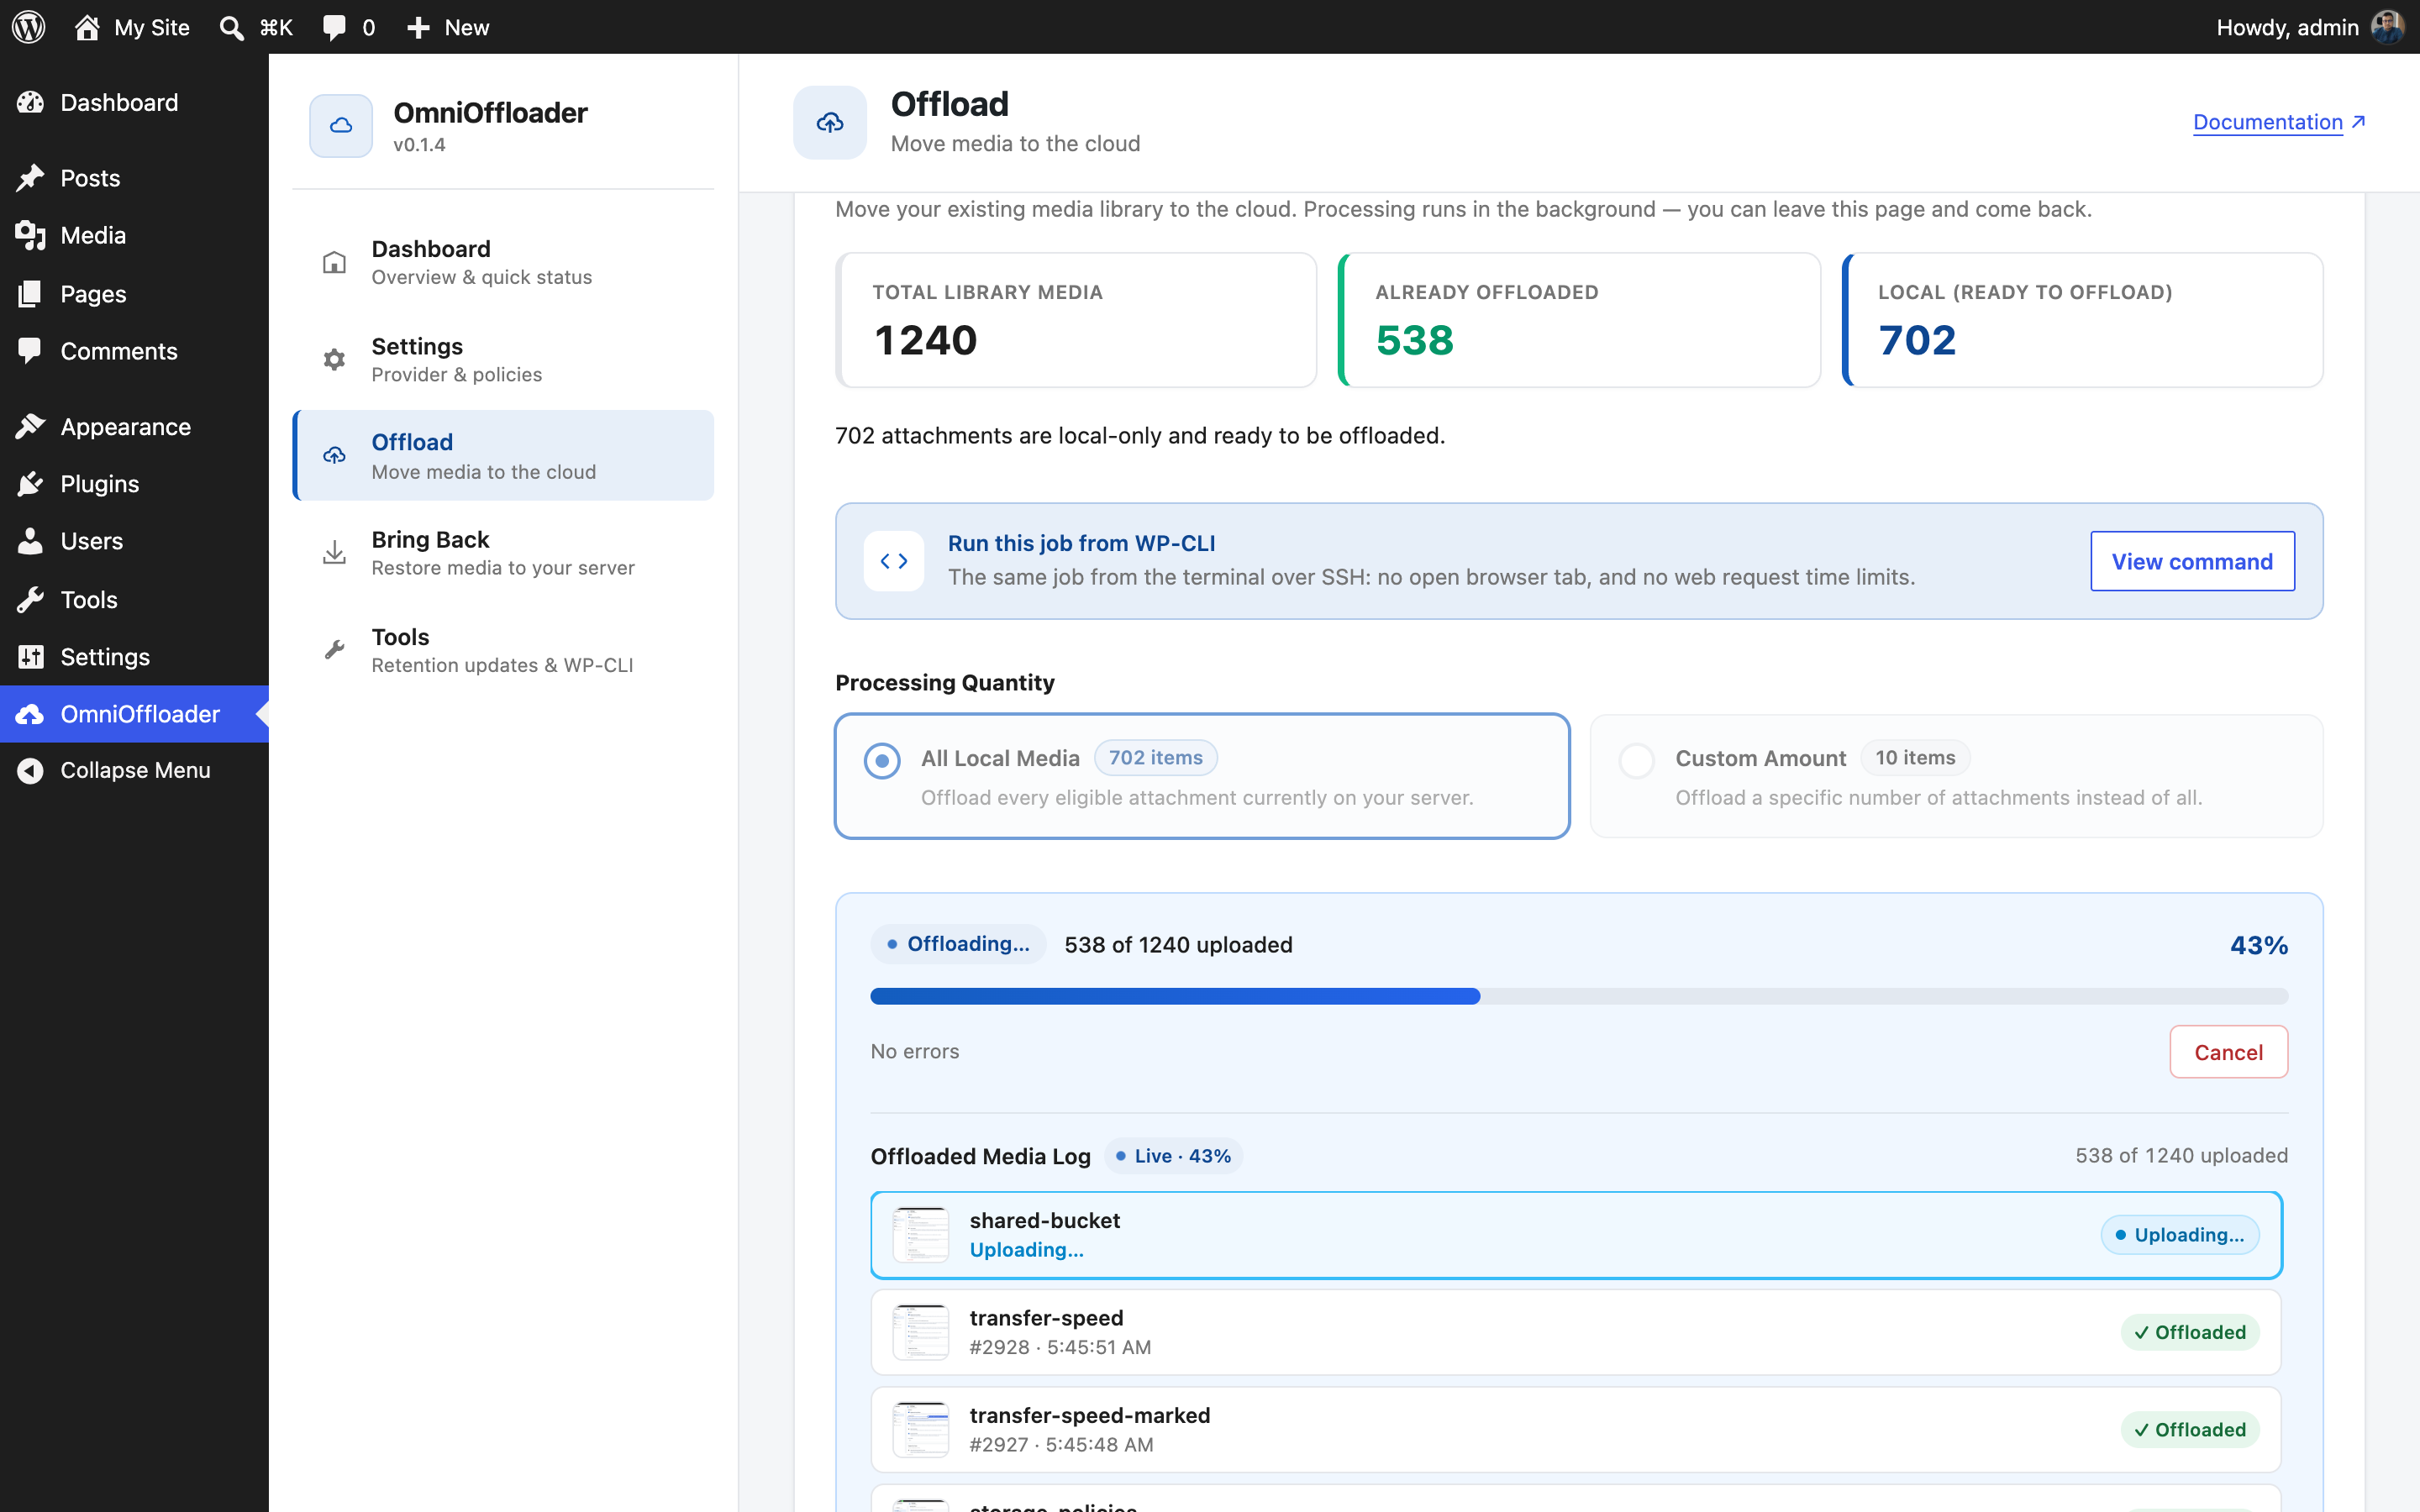 My Site
⌘K
0
New
Howdy, admin
Dashboard
Posts
Media
Pages
Comments
Appearance
Plugins
Users
Tools
Settings
OmniOffloader
Collapse Menu
OmniOffloader
v0.1.4
Dashboard
Overview & quick status
Settings
Provider & policies
Offload
Move media to the cloud
Bring Back
Restore media to your server
Tools
Retention updates & WP-CLI
Offload
Move media to the cloud
Documentation ↗
Move your existing media library to the cloud. Processing runs in the background — you can leave this page and come back.
TOTAL LIBRARY MEDIA
1240
ALREADY OFFLOADED
538
LOCAL (READY TO OFFLOAD)
702
702 attachments are local-only and ready to be offloaded.
Run this job from WP-CLI
The same job from the terminal over SSH: no open browser tab, and no web request time limits.
View command
Processing Quantity
All Local Media 702 items
Offload every eligible attachment currently on your server.
Custom Amount 10 items
Offload a specific number of attachments instead of all.
Offloading... 538 of 1240 uploaded 43%
No errors
Cancel
Offloaded Media Log Live · 43% 538 of 1240 uploaded
shared-bucket
Uploading...
Uploading...
transfer-speed
#2928 · 5:45:51 AM
✓ Offloaded
transfer-speed-marked
#2927 · 5:45:48 AM
✓ Offloaded
storage-policies